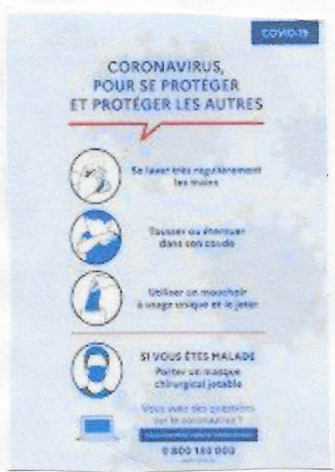 COVID-19
CORONAVIRUS,
POUR SE PROTÉGER
ET PROTÉGER LES AUTRES
Se laver très régulièrement
les mains
Tousser ou éternuer
dans son coude
Utiliser un mouchoir
à usage unique et le jeter
SI VOUS ÊTES MALADE
Porter un masque
chirurgical jetable
Vous avez des questions
sur le coronavirus ?
0 800 130 000